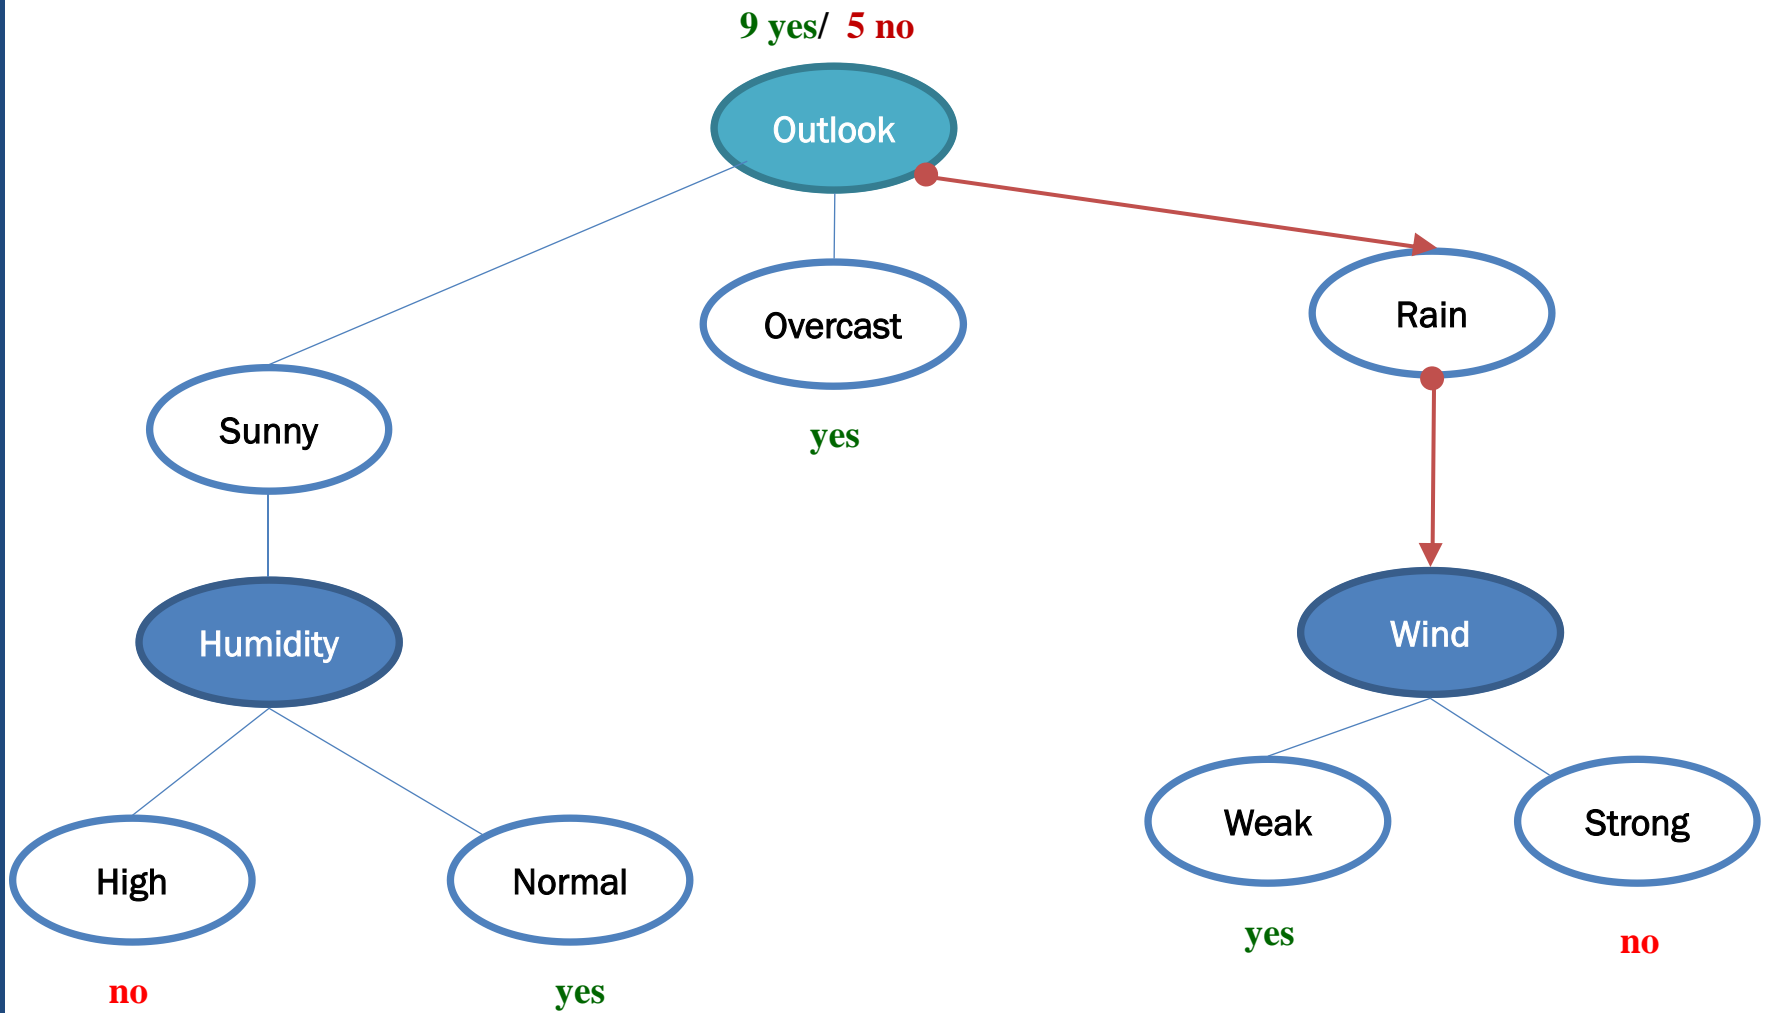 9 yes/ 5 no
Outlook
Rain
Overcast
Sunny
yes
Wind
Humidity
Weak
Strong
High
Normal
yes
no
no
yes